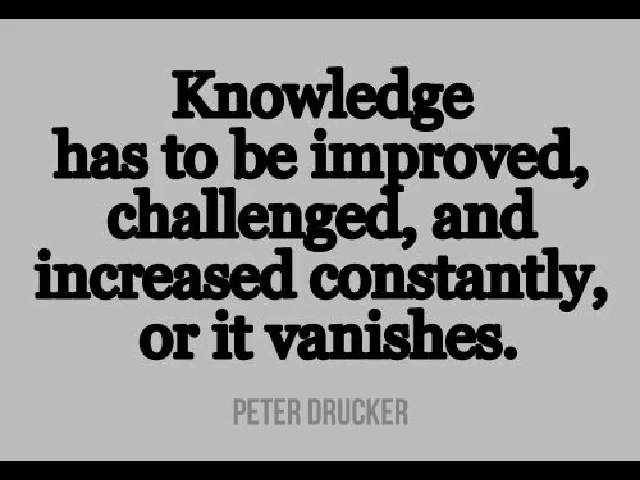 Knowledge
has to be improved,
challenged, and
increased constantly,
or it vanishes.
PETER DRUCKER